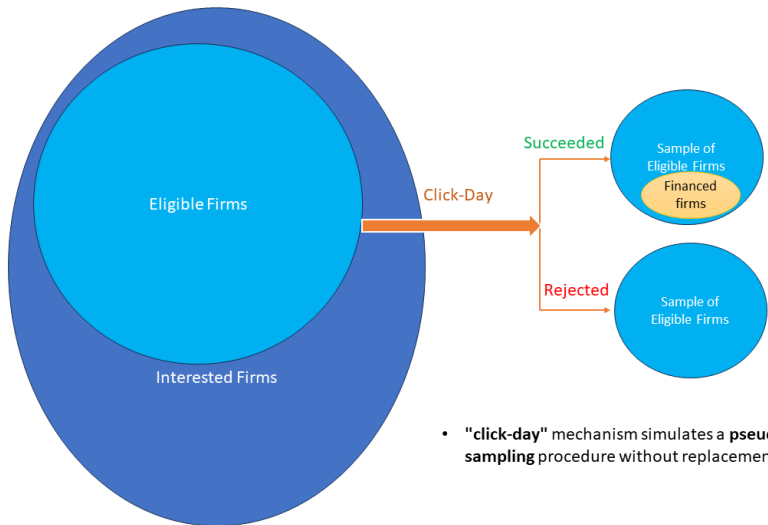 Eligible Firms
Interested Firms
Click-Day
Succeeded
Sample of
Eligible Firms
Financed
firms
Rejected
Sample of
Eligible Firms
• "click-day" mechanism simulates a
sampling procedure without